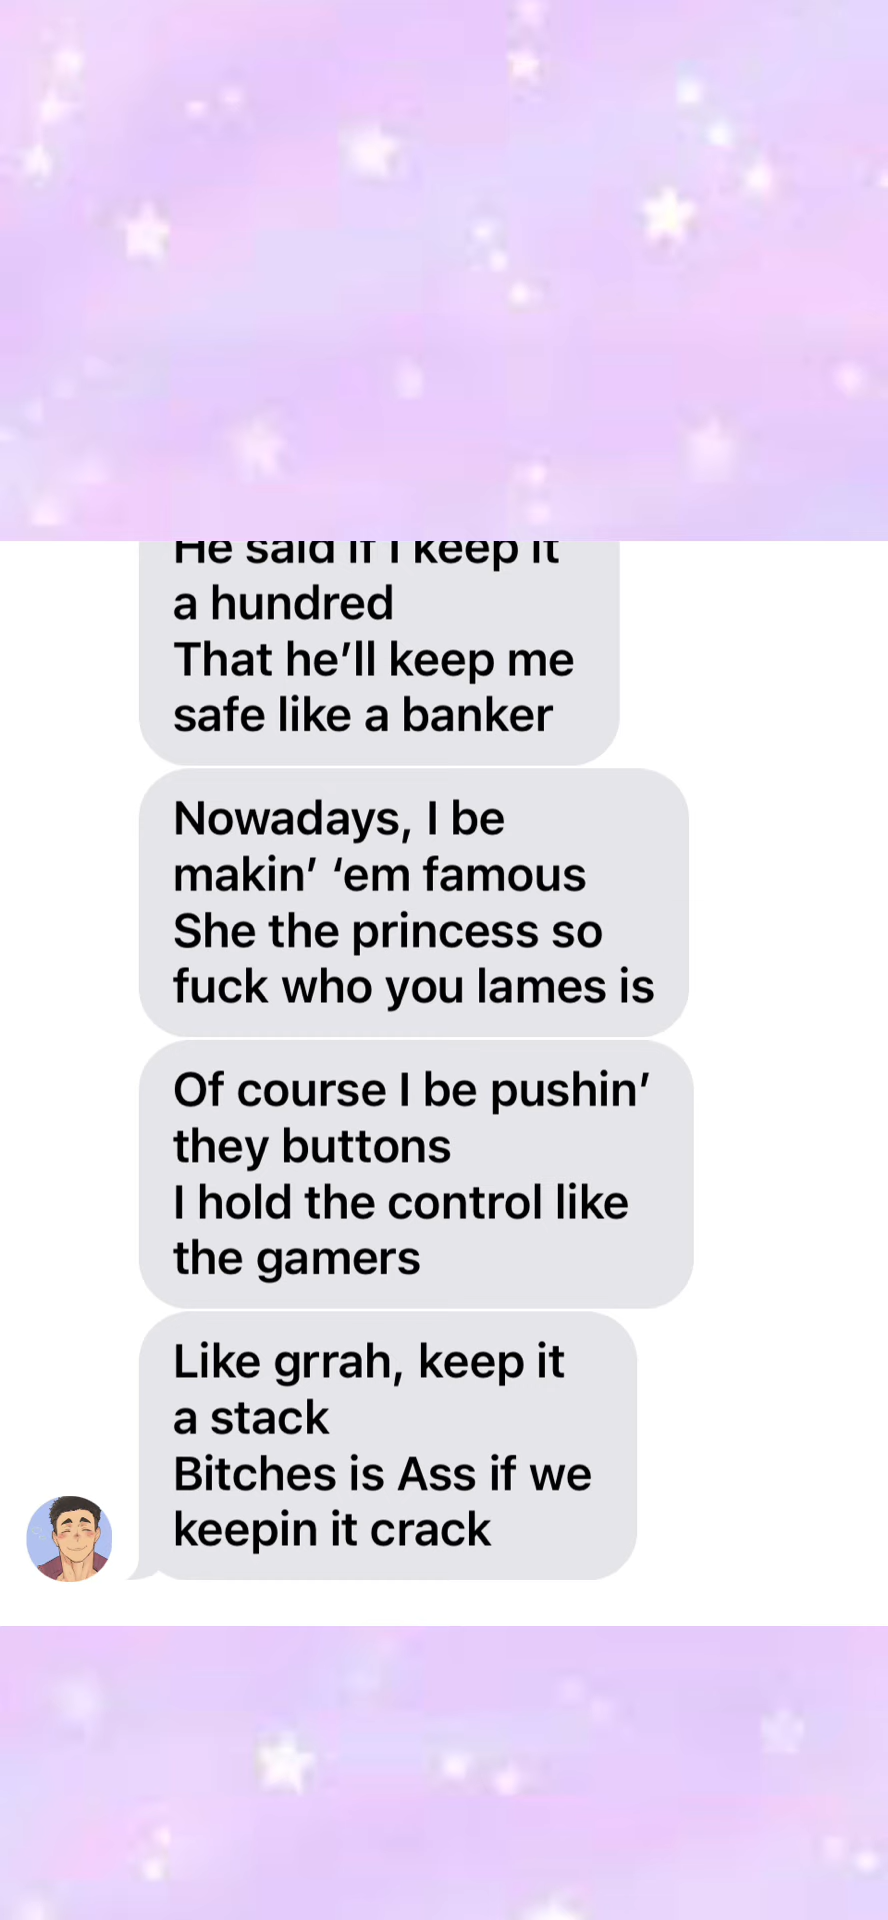 He said if I keep it
a hundred
That he’ll keep me
safe like a banker
Nowadays, I be
makin’ ‘em famous
She the princess so
fuck who you lames is
Of course I be pushin’
they buttons
I hold the control like
the gamers
Like grrah, keep it
a stack
Bitches is Ass if we
keepin it crack